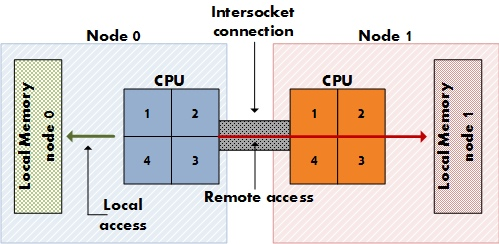 Intersocket
connection
Node 0
Node 1
CPU
CPU
Local Memory
node 0
1 2
4 3
1 2
4 3
Local Memory
node 1
Local
access
Remote access